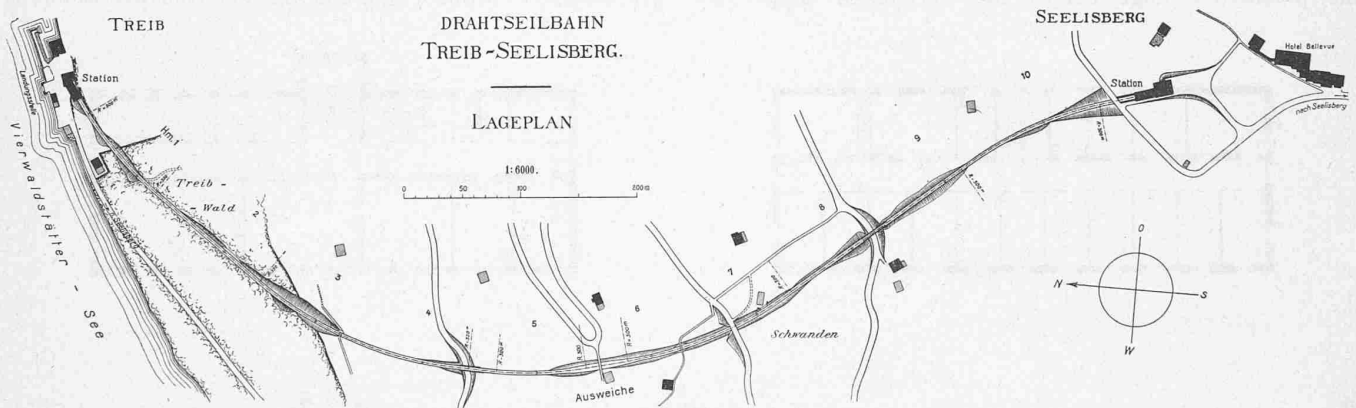 TREIB
DRAHTSEILBAHN
TREIB-SEELISBERG.
LAGEPLAN
1:6000.
0 50 100 200 m
SEELISBERG
Hotel Bellevue
Station
nach Seelisberg
Station
Landungsstelle
Vierwaldstätter - See
Hm. 1
Treib -
- Wald
2
3
4
5
6
7
8
9
10
Schwanden
Ausweiche
O
N
S
W